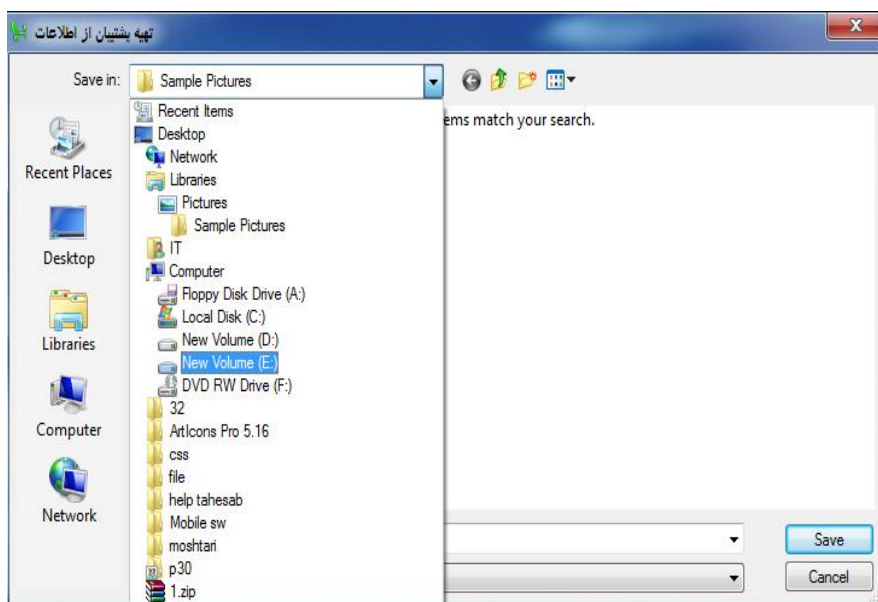 تهیه پشتیبان از اطلاعات
Save in:
Sample Pictures
Recent Items
Desktop
Network
Libraries
Pictures
Sample Pictures
IT
Computer
Floppy Disk Drive (A:)
Local Disk (C:)
New Volume (D:)
New Volume (E:)
DVD RW Drive (F:)
32
ArtIcons Pro 5.16
css
file
help tahesab
Mobile sw
moshtari
p30
1.zip
ems match your search.
Recent Places
Desktop
Libraries
Computer
Network
Save
Cancel